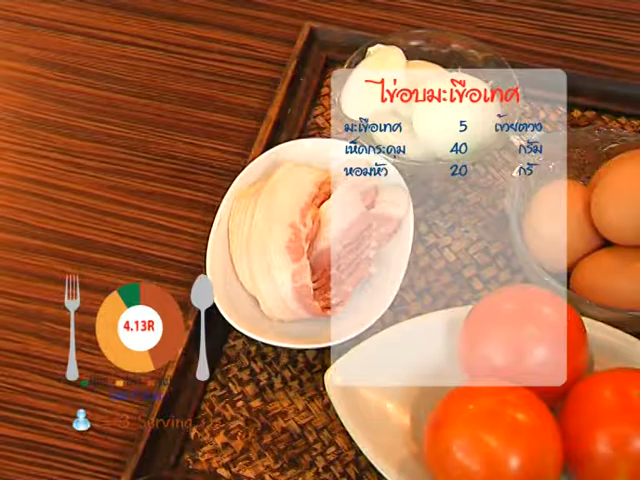 ไข่อบมะเขือเทศ
มะเขือเทศ 5 ถ้วยตวง
เห็ดกระดุม 40 กรัม
หอมหัว 20 กรั
4.13R
Serving